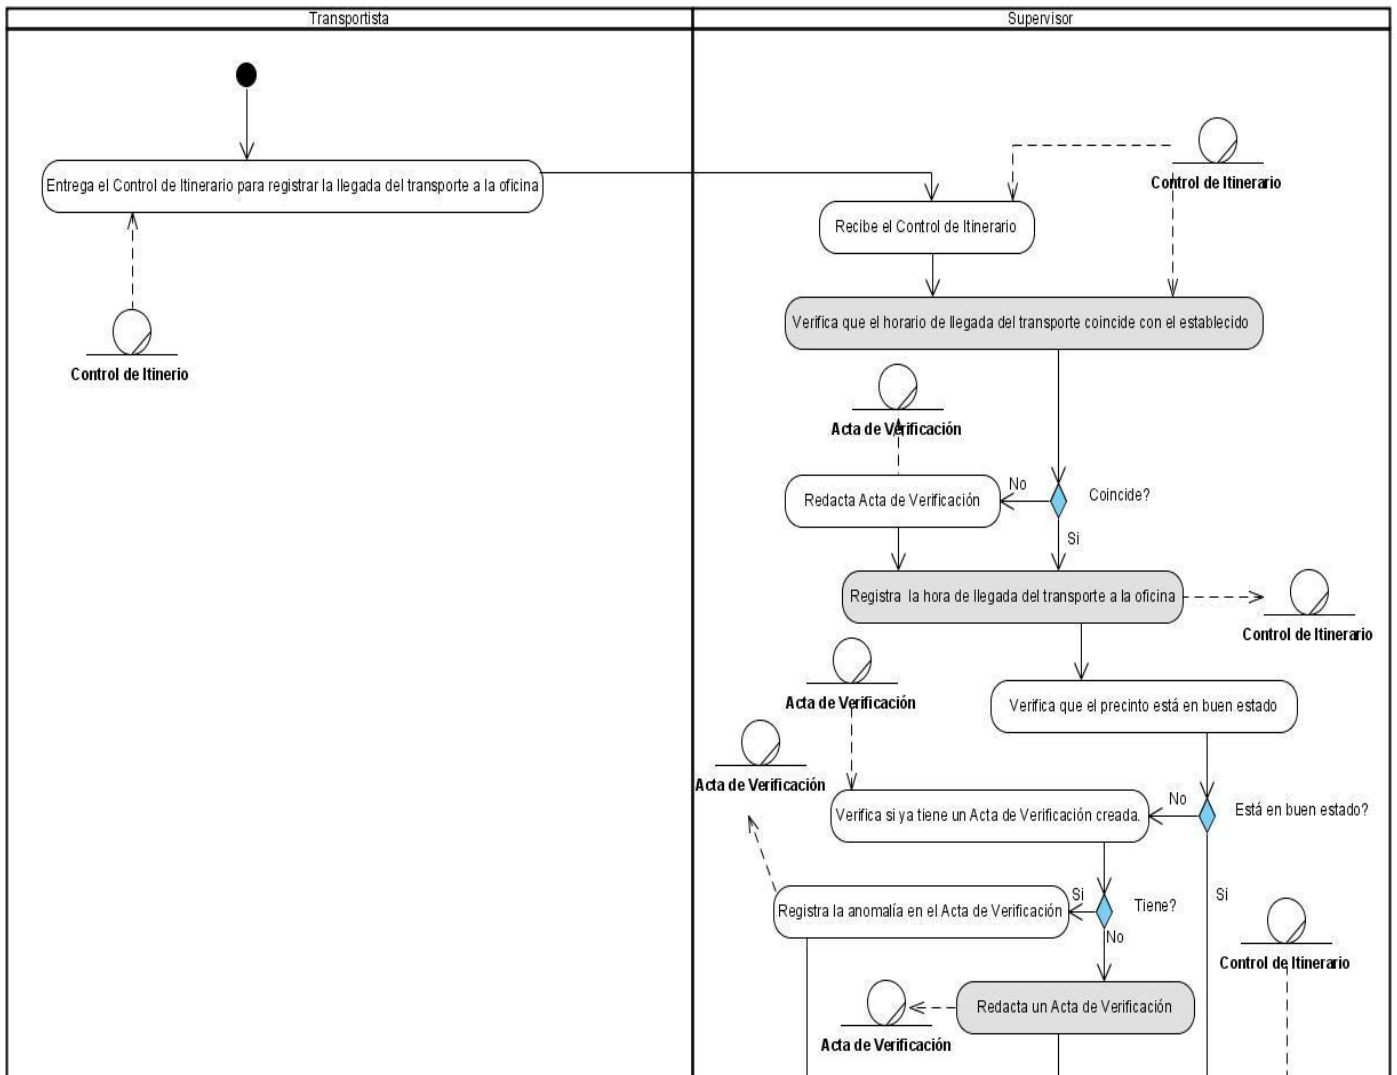 Transportista
Supervisor
Entrega el Control de Itinerario para registrar la llegada del transporte a la oficina
Control de Itinerio
Control de Itinerario
Recibe el Control de Itinerario
Verifica que el horario de llegada del transporte coincide con el establecido
Acta de Verificación
Redacta Acta de Verificación
No
Coincide?
Si
Registra la hora de llegada del transporte a la oficina
Control de Itinerario
Acta de Verificación
Verifica que el precinto está en buen estado
Acta de Verificación
Verifica si ya tiene un Acta de Verificación creada.
No
Está en buen estado?
Si
Registra la anomalía en el Acta de Verificación
Si
Tiene?
No
Control de Itinerario
Redacta un Acta de Verificación
Acta de Verificación